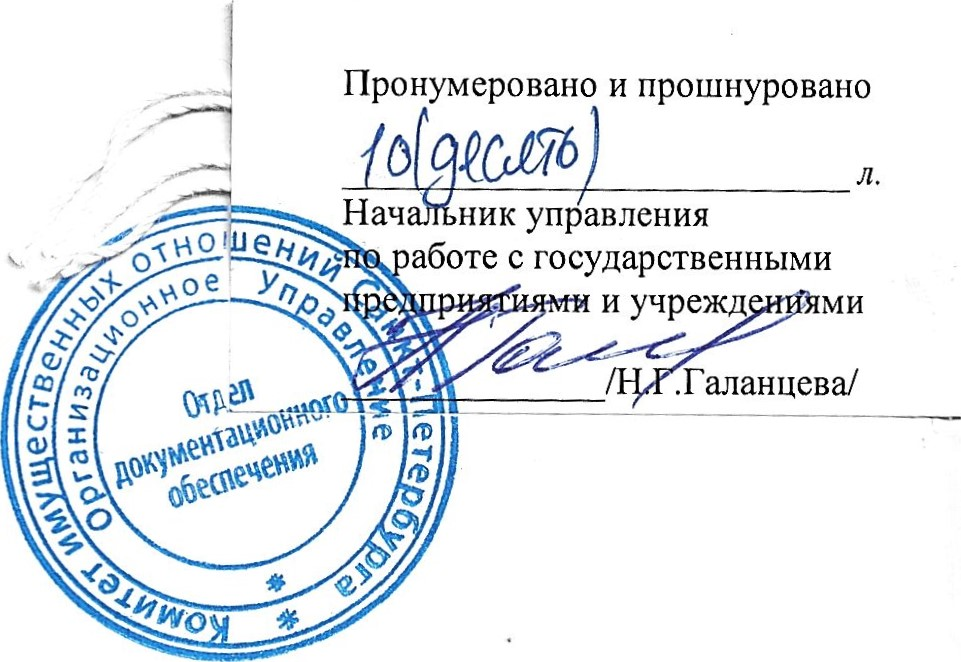 Пронумеровано и прошнуровано
10 (десять) л.
Начальник управления
по работе с государственными
предприятиями и учреждениями
/Н.Г.Галанцева/
Комитет имущественных отношений Санкт-Петербурга *
Организационное Управление *
Отдел
документационного
обеспечения